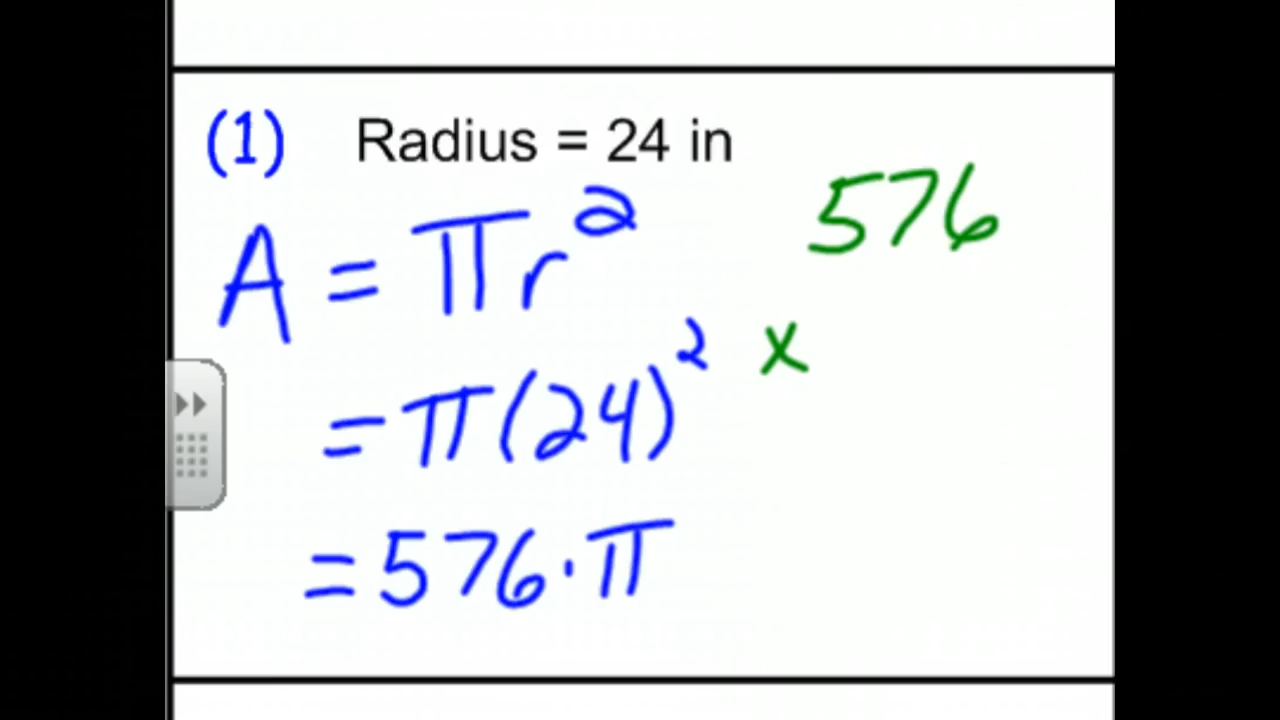 (1) Radius = 24 in
A = πr²
576
= π(24)²
x
= 576·π